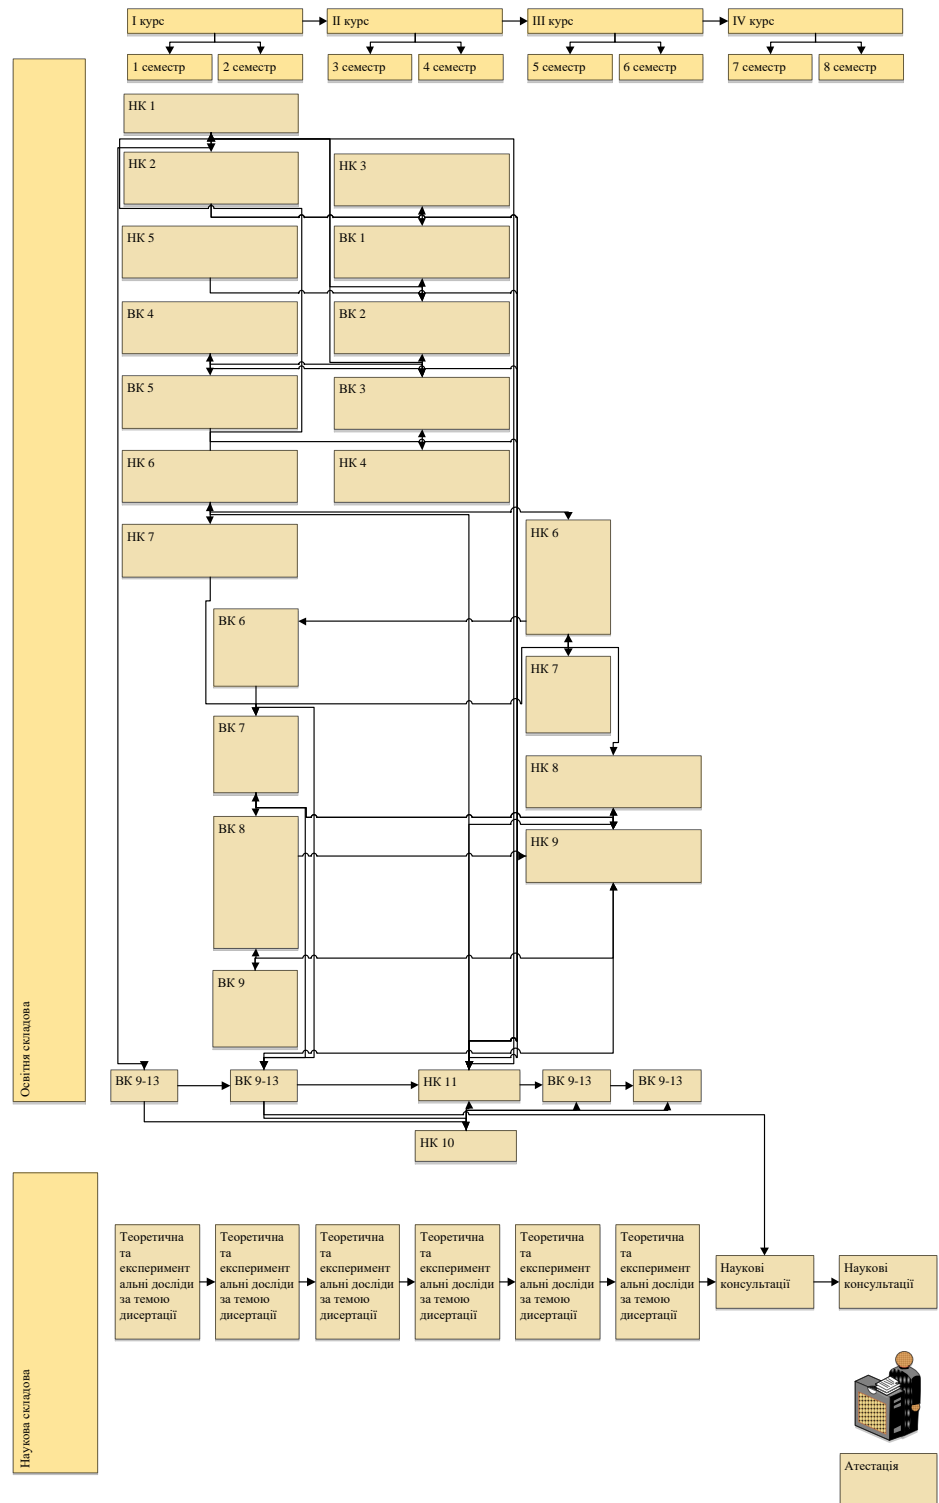 І курс
ІІ курс
ІІІ курс
IV курс
1 семестр
2 семестр
3 семестр
4 семестр
5 семестр
6 семестр
7 семестр
8 семестр
Освітня складова
НК 1
НК 2
НК 3
НК 5
ВК 1
ВК 4
ВК 2
ВК 5
ВК 3
НК 6
НК 4
НК 7
НК 6
ВК 6
НК 7
ВК 7
НК 8
ВК 8
НК 9
ВК 9
ВК 9-13
ВК 9-13
НК 11
ВК 9-13
ВК 9-13
НК 10
Наукова складова
Теоретична
та
експеримент
альні досліди
за темою
дисертації
Теоретична
та
експеримент
альні досліди
за темою
дисертації
Теоретична
та
експеримент
альні досліди
за темою
дисертації
Теоретична
та
експеримент
альні досліди
за темою
дисертації
Теоретична
та
експеримент
альні досліди
за темою
дисертації
Теоретична
та
експеримент
альні досліди
за темою
дисертації
Наукові
консультації
Наукові
консультації
Атестація